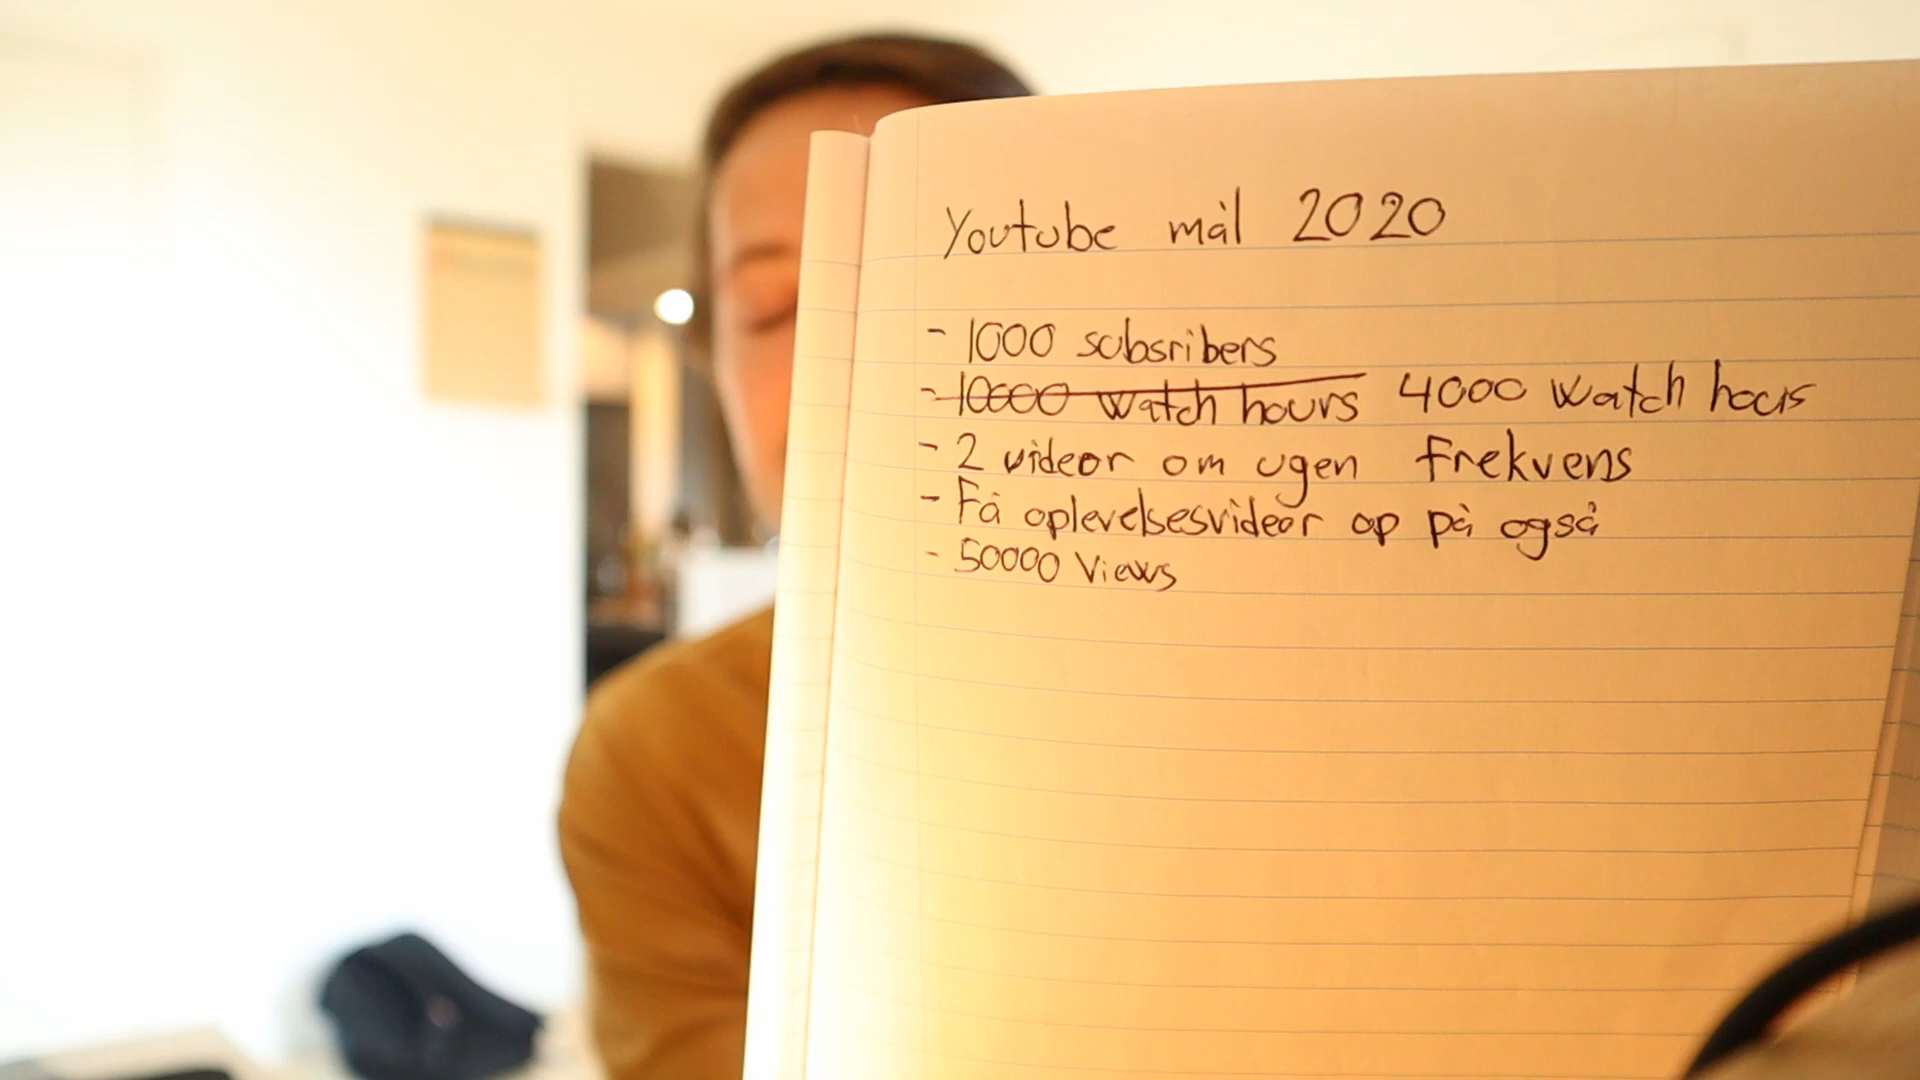 Youtube mål 2020
- 1000 subsribers
- 10000 watch hours 4000 watch hours
- 2 videor om ugen frekvens
- Få oplevelsesvideor op på også
- 50000 Views